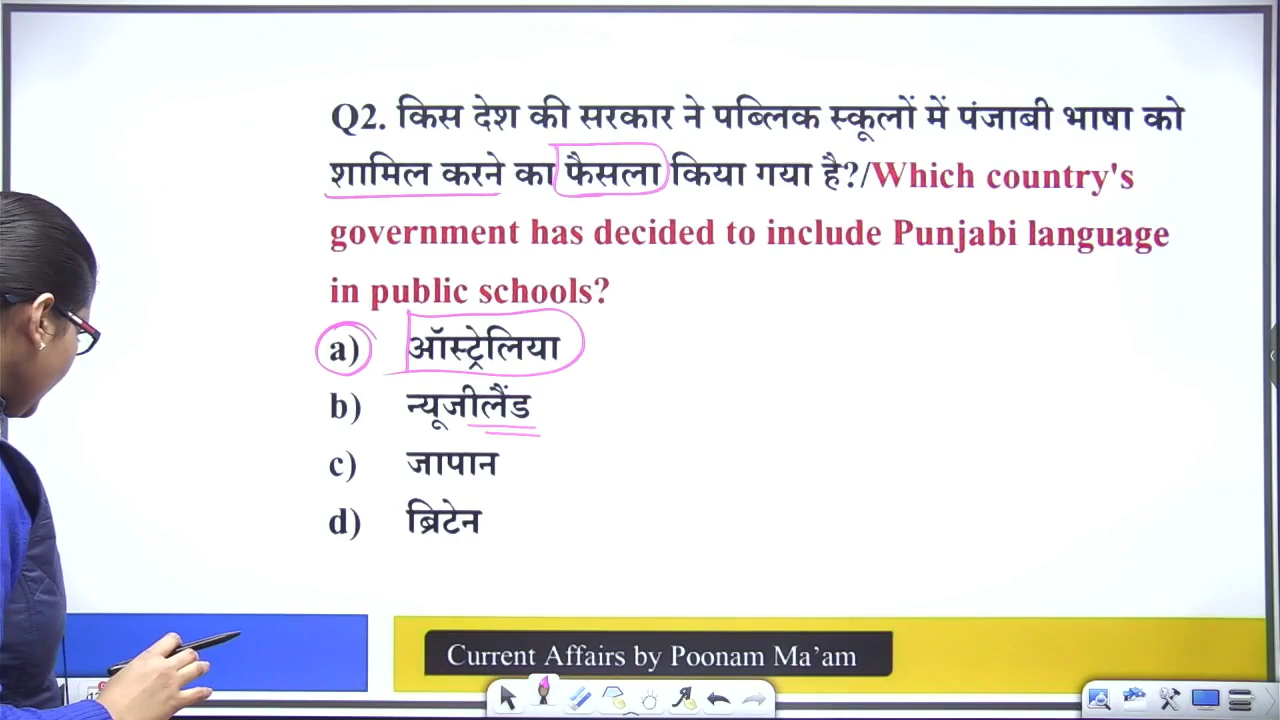 Q2. किस देश की सरकार ने पब्लिक स्कूलों में पंजाबी भाषा को
शामिल करने का फैसला किया गया है?/Which country's
government has decided to include Punjabi language
in public schools?
a) ऑस्ट्रेलिया
b) न्यूजीलैंड
c) जापान
d) ब्रिटेन
Current Affairs by Poonam Ma'am